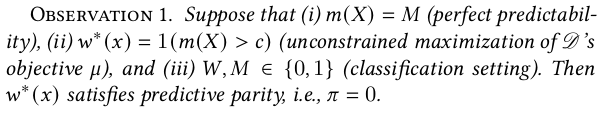 OBSERVATION 1. Suppose that (i) m(X) = M (perfect predictabil-
ity), (ii) w*(x) = 1(m(X) > c) (unconstrained maximization of 𝒟's
objective μ), and (iii) W, M ∈ {0, 1} (classification setting). Then
w*(x) satisfies predictive parity, i.e., π = 0.